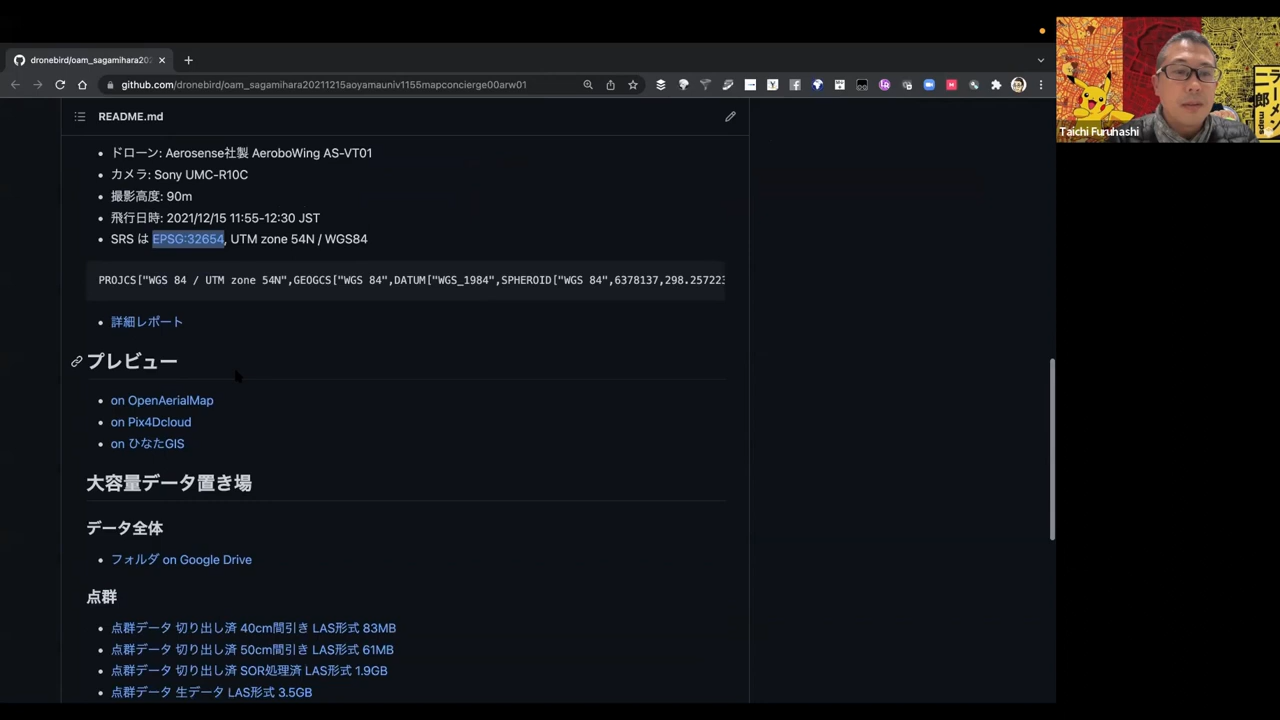 dronebird/oam_sagamihara202
github.com/dronebird/oam_sagamihara20211215aoyamauniv1155mapconcierge00arw01
README.md
ドローン: Aerosense社製 AeroboWing AS-VT01
カメラ: Sony UMC-R10C
撮影高度: 90m
飛行日時: 2021/12/15 11:55-12:30 JST
SRS は EPSG:32654, UTM zone 54N / WGS84
PROJCS["WGS 84 / UTM zone 54N",GEOGCS["WGS 84",DATUM["WGS_1984",SPHEROID["WGS 84",6378137,298.257223
詳細レポート
プレビュー
on OpenAerialMap
on Pix4Dcloud
on ひなたGIS
大容量データ置き場
データ全体
フォルダ on Google Drive
点群
点群データ 切り出し済 40cm間引き LAS形式 83MB
点群データ 切り出し済 50cm間引き LAS形式 61MB
点群データ 切り出し済 SOR処理済 LAS形式 1.9GB
点群データ 生データ LAS形式 3.5GB
Taichi Furuhashi